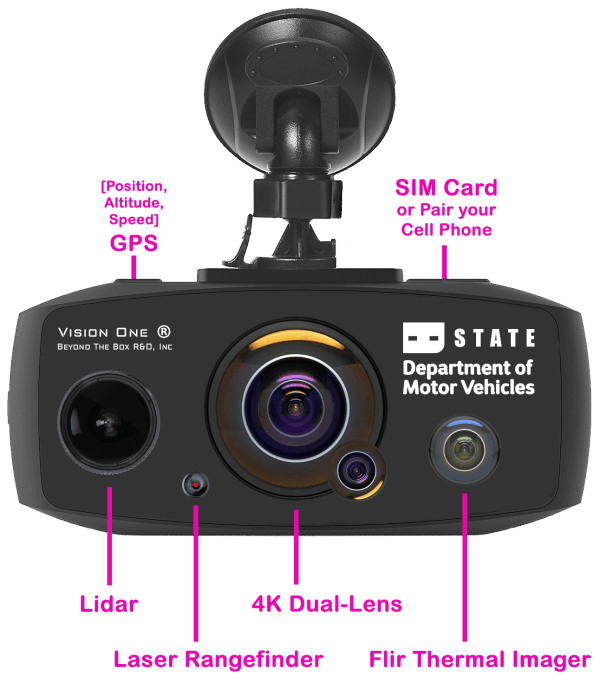 [Position,
Altitude,
Speed]
GPS
SIM Card
or Pair your
Cell Phone
VISION ONE ®
BEYOND THE BOX R&D, INC
STATE
Department of
Motor Vehicles
Lidar
4K Dual-Lens
Laser Rangefinder
Flir Thermal Imager